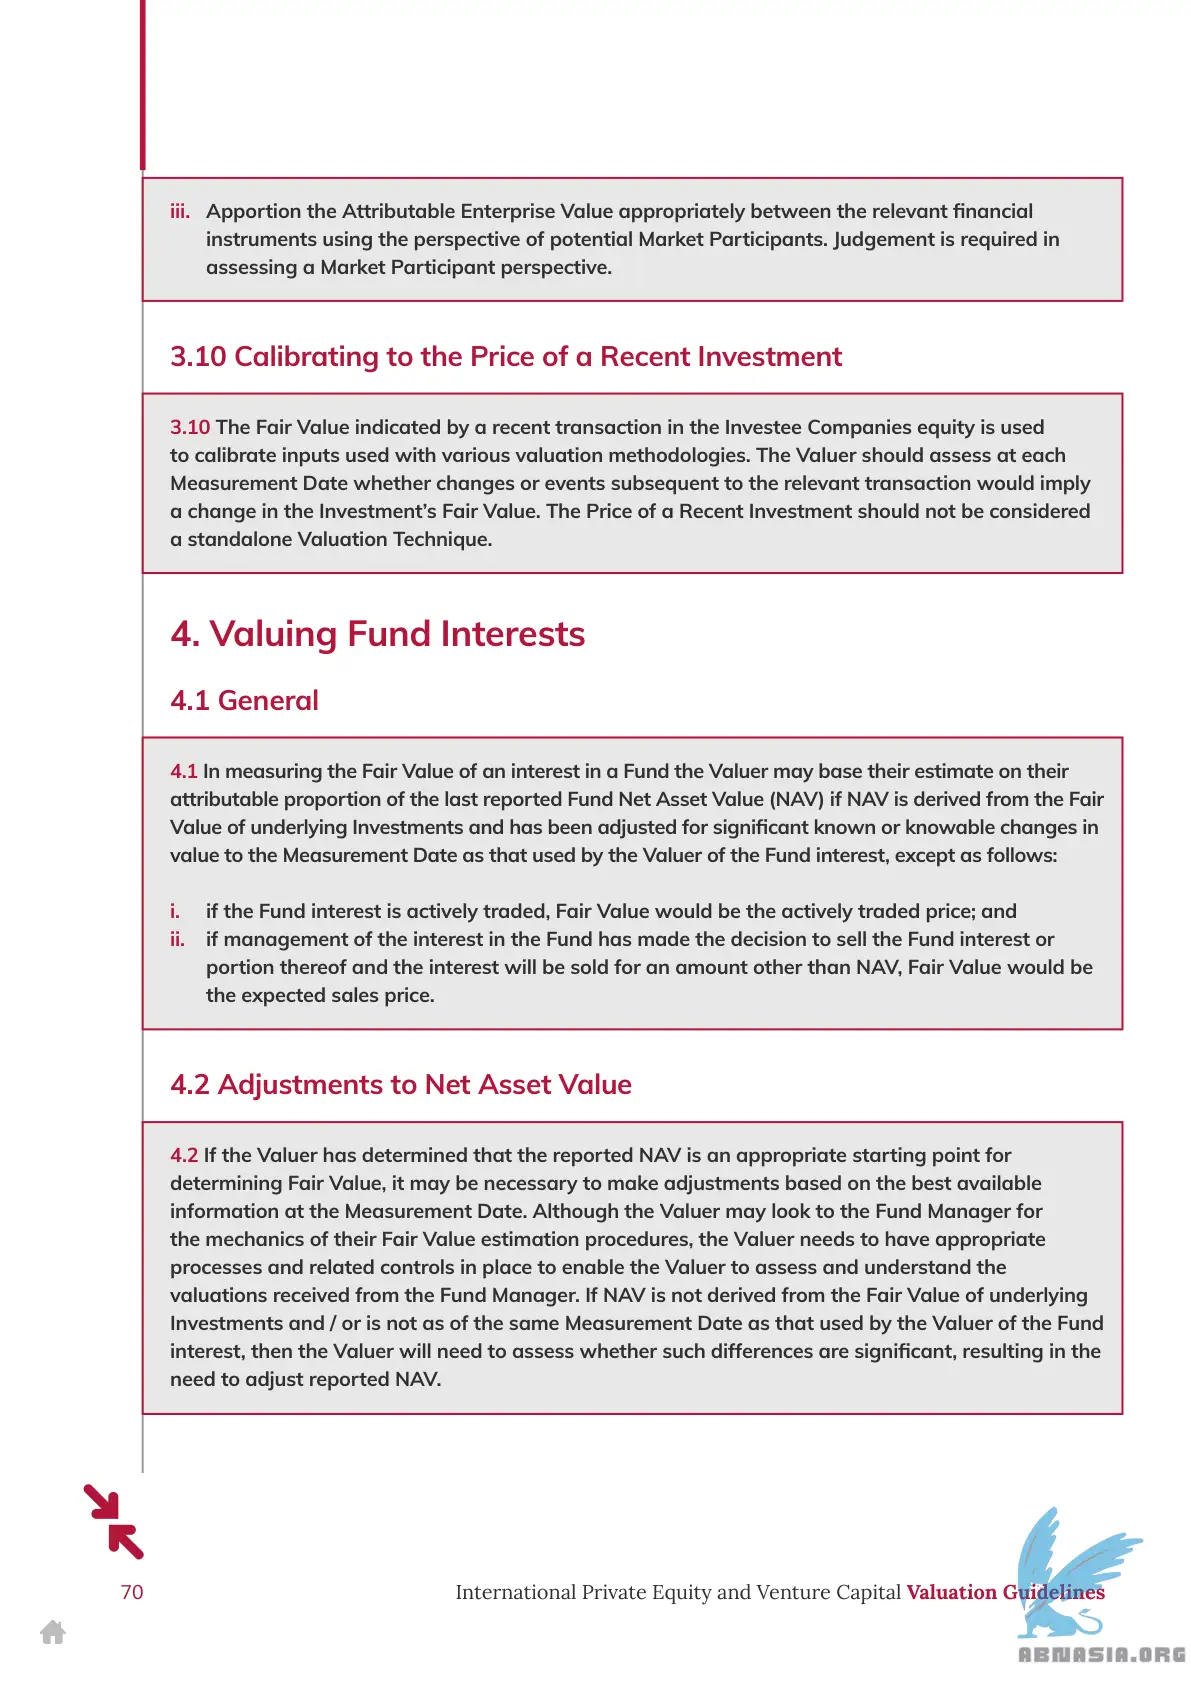 iii. Apportion the Attributable Enterprise Value appropriately between the relevant financial
instruments using the perspective of potential Market Participants. Judgement is required in
assessing a Market Participant perspective.
3.10 Calibrating to the Price of a Recent Investment
3.10 The Fair Value indicated by a recent transaction in the Investee Companies equity is used
to calibrate inputs used with various valuation methodologies. The Valuer should assess at each
Measurement Date whether changes or events subsequent to the relevant transaction would imply
a change in the Investment’s Fair Value. The Price of a Recent Investment should not be considered
a standalone Valuation Technique.
4. Valuing Fund Interests
4.1 General
4.1 In measuring the Fair Value of an interest in a Fund the Valuer may base their estimate on their
attributable proportion of the last reported Fund Net Asset Value (NAV) if NAV is derived from the Fair
Value of underlying Investments and has been adjusted for significant known or knowable changes in
value to the Measurement Date as that used by the Valuer of the Fund interest, except as follows:
i. if the Fund interest is actively traded, Fair Value would be the actively traded price; and
ii. if management of the interest in the Fund has made the decision to sell the Fund interest or
portion thereof and the interest will be sold for an amount other than NAV, Fair Value would be
the expected sales price.
4.2 Adjustments to Net Asset Value
4.2 If the Valuer has determined that the reported NAV is an appropriate starting point for
determining Fair Value, it may be necessary to make adjustments based on the best available
information at the Measurement Date. Although the Valuer may look to the Fund Manager for
the mechanics of their Fair Value estimation procedures, the Valuer needs to have appropriate
processes and related controls in place to enable the Valuer to assess and understand the
valuations received from the Fund Manager. If NAV is not derived from the Fair Value of underlying
Investments and / or is not as of the same Measurement Date as that used by the Valuer of the Fund
interest, then the Valuer will need to assess whether such differences are significant, resulting in the
need to adjust reported NAV.
70
International Private Equity and Venture Capital Valuation Guidelines
ABNASIA.ORG